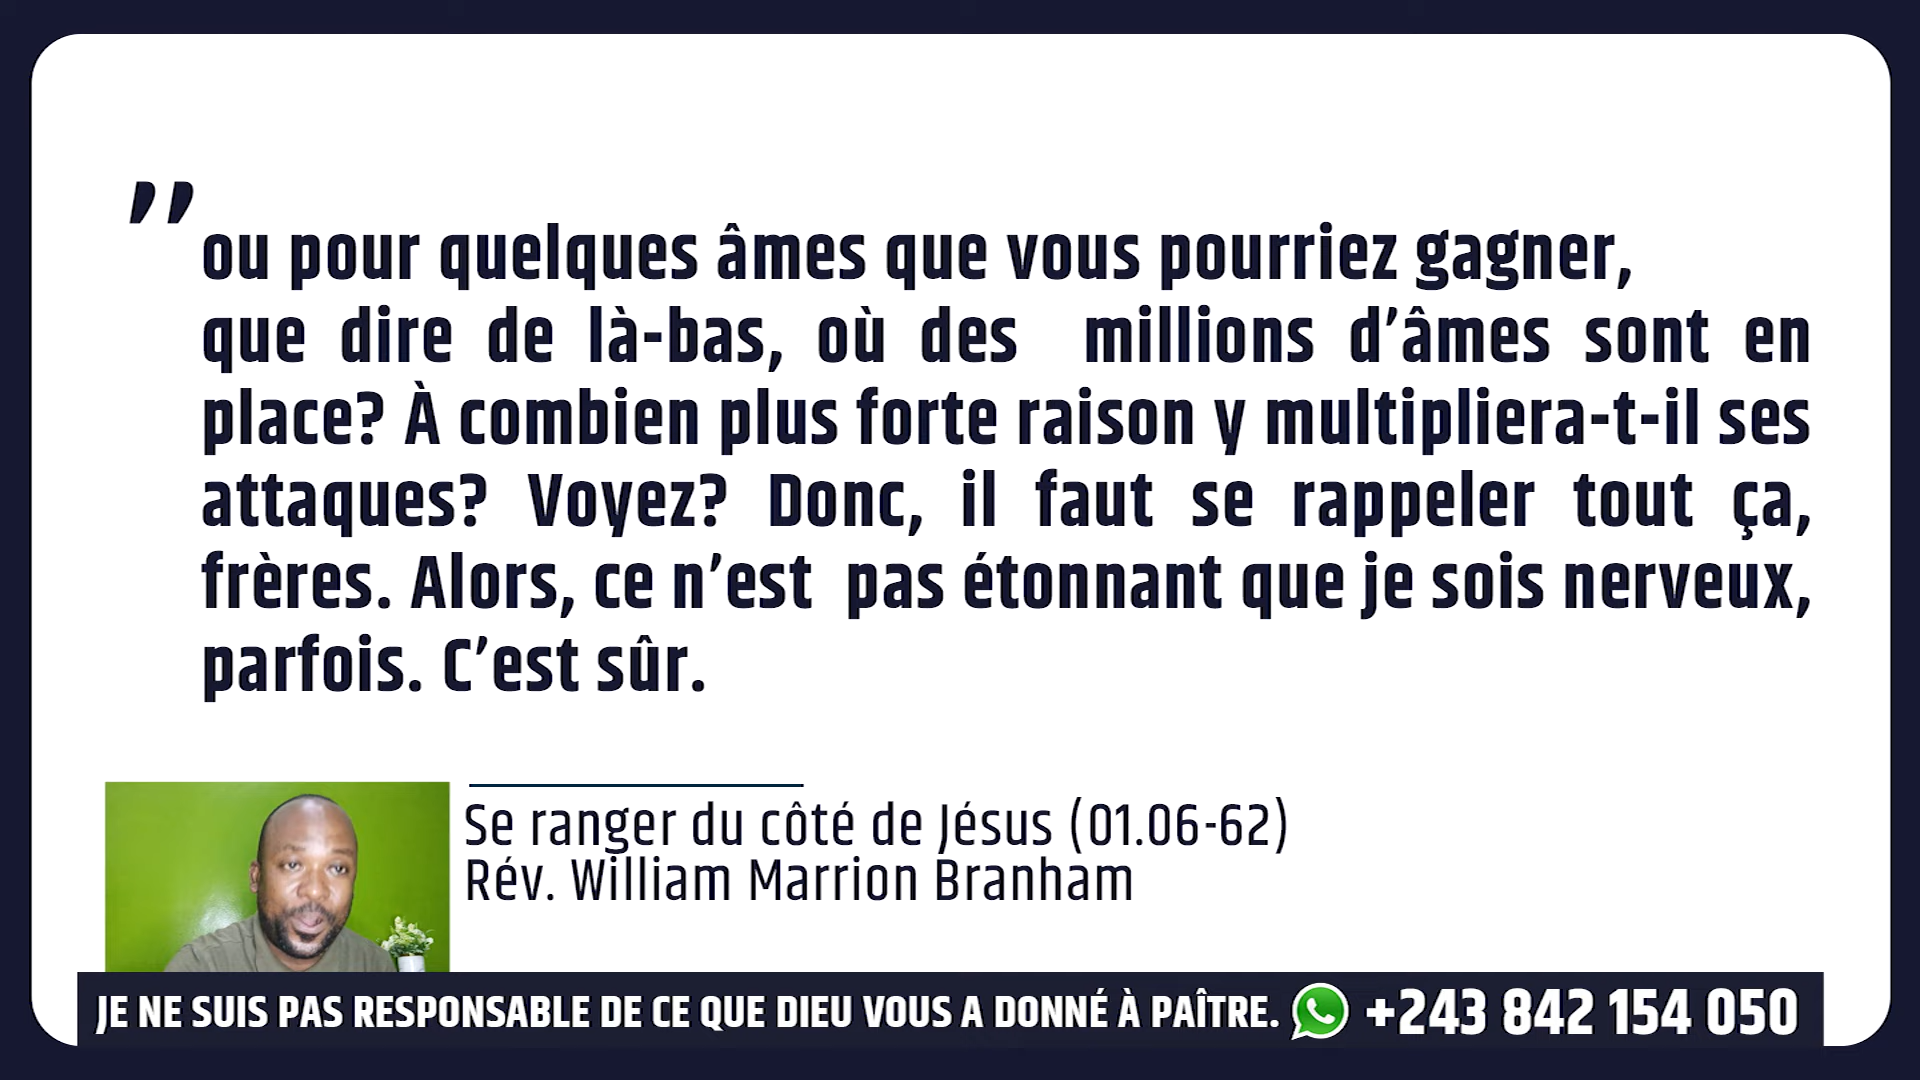 ”
ou pour quelques âmes que vous pourriez gagner,
que dire de là-bas, où des millions d’âmes sont en
place? À combien plus forte raison y multipliera-t-il ses
attaques? Voyez? Donc, il faut se rappeler tout ça,
frères. Alors, ce n’est pas étonnant que je sois nerveux,
parfois. C’est sûr.
Se ranger du côté de Jésus (01.06-62)
Rév. William Marrion Branham
JE NE SUIS PAS RESPONSABLE DE CE QUE DIEU VOUS A DONNÉ À PAÎTRE. +243 842 154 050